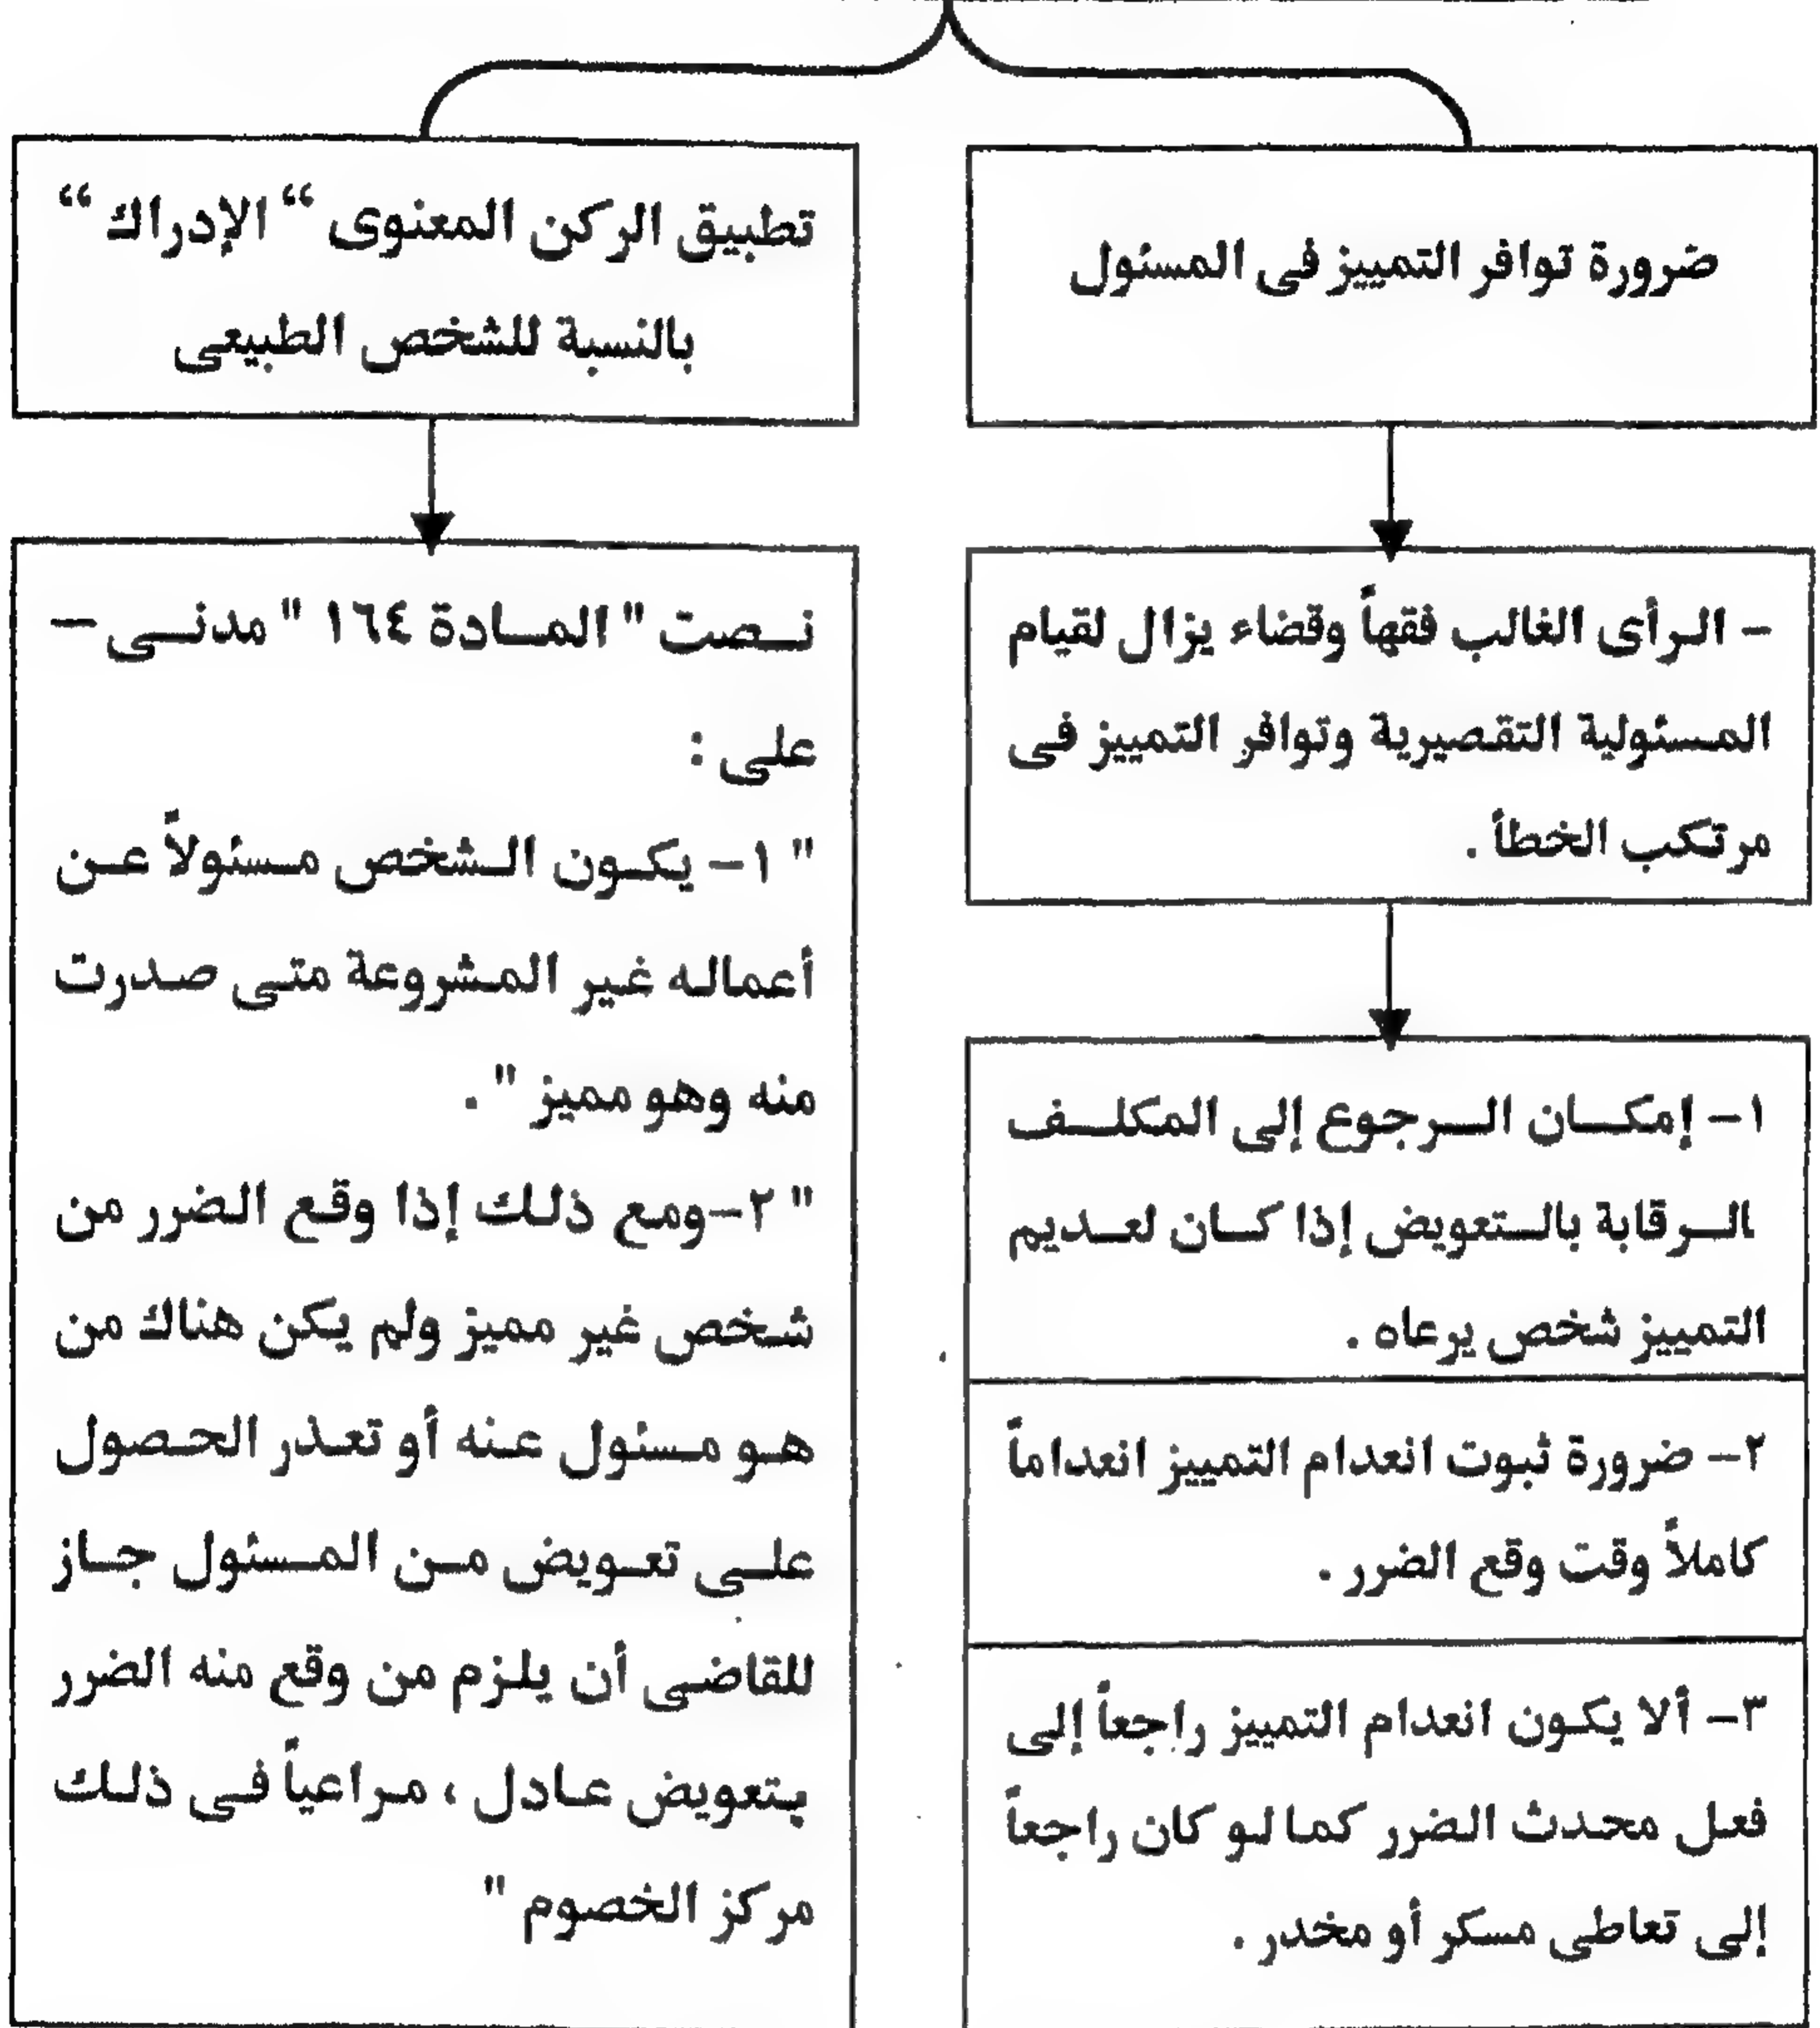 ضرورة توافر التمييز فى المسئول
– الرأى الغالب فقهاً وقضاء يزال لقيام
المسئولية التقصيرية وتوافر التمييز فى
مرتكب الخطأ .
١– إمكان الرجوع إلى المكلف
الرقابة بالتعويض إذا كان لعديم
التمييز شخص يرعاه .
٢– ضرورة ثبوت انعدام التمييز انعداماً
كاملاً وقت وقع الضرر .
٣– ألا يكون انعدام التمييز راجعاً إلى
فعل محدث الضرر كما لو كان راجعاً
إلى تعاطى مسكر أو مخدر .
تطبيق الركن المعنوى “ الإدراك “
بالنسبة للشخص الطبيعى
نصت " المادة ١٦٤ " مدنى –
على :
" ١– يكون الشخص مسئولاً عن
أعماله غير المشروعة متى صدرت
منه وهو مميز " .
" ٢–ومع ذلك إذا وقع الضرر من
شخص غير مميز ولم يكن هناك من
هو مسئول عنه أو تعذر الحصول
على تعويض من المسئول جاز
للقاضى أن يلزم من وقع منه الضرر
بتعويض عادل ، مراعياً فى ذلك
مركز الخصوم "